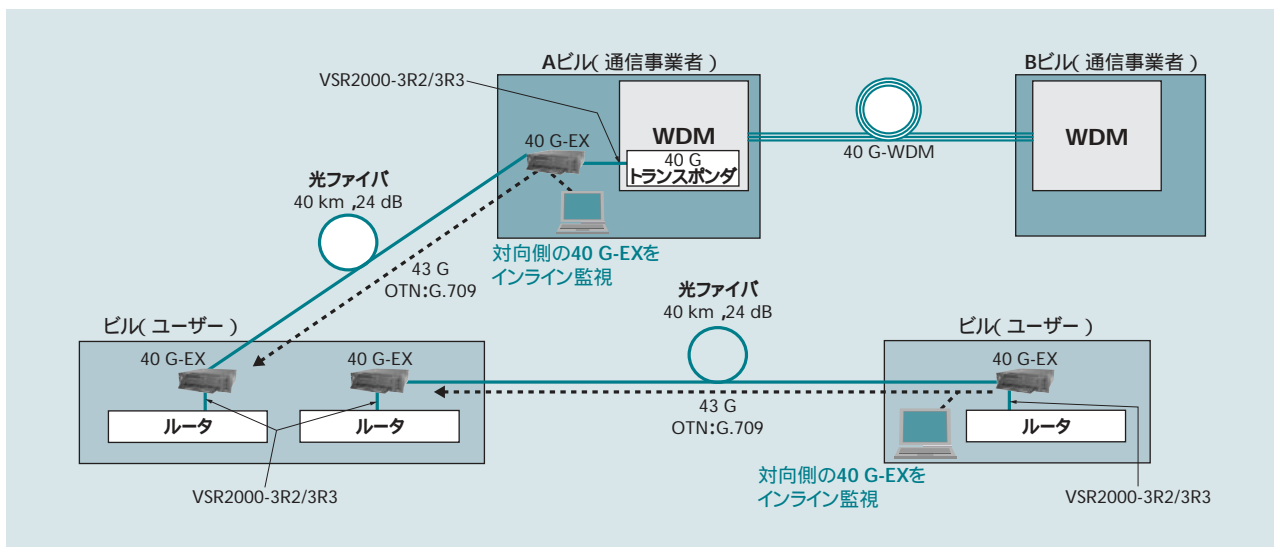 Aビル(通信事業者)
Bビル(通信事業者)
VSR2000-3R2/3R3
WDM
WDM
40 G-EX
40 G
トランスポンダ
40 G-WDM
光ファイバ
40 km ,24 dB
対向側の40 G-EXを
インライン監視
43 G
OTN:G.709
光ファイバ
40 km ,24 dB
ビル(ユーザー)
ビル(ユーザー)
40 G-EX
40 G-EX
40 G-EX
43 G
OTN:G.709
ルータ
ルータ
ルータ
対向側の40 G-EXを
インライン監視
VSR2000-3R2/3R3
VSR2000-3R2/3R3